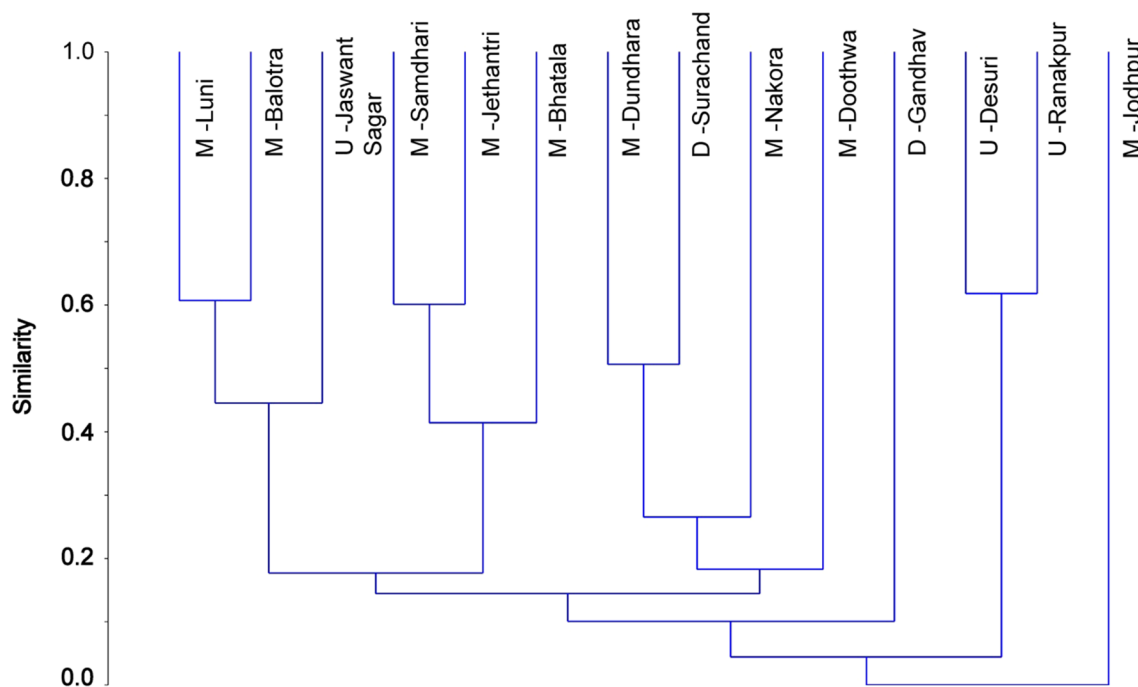 1.0
0.8
0.6
0.4
0.2
0.0
Similarity
M -Luni
M -Balotra
U -Jaswant
Sagar
M -Samdhari
M -Jethantri
M -Bhatala
M -Dundhara
D -Surachand
M -Nakora
M -Doothwa
D -Gandhav
U -Desuri
U -Ranakpur
M -Jodhpur